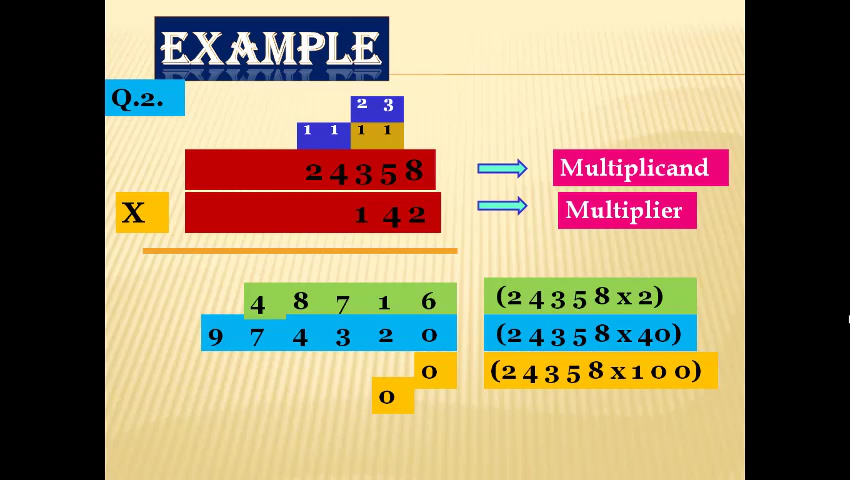 EXAMPLE
Q.2.
2 3
1 1 1 1
2 4 3 5 8 Multiplicand
X 1 4 2 Multiplier
4 8 7 1 6 (2 4 3 5 8 x 2)
9 7 4 3 2 0 (2 4 3 5 8 x 40)
0 (2 4 3 5 8 x 1 0 0)
0